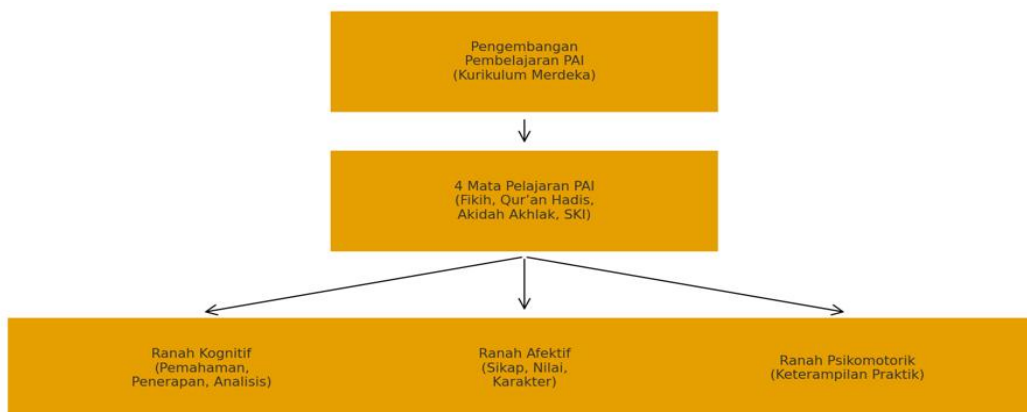 Pengembangan
Pembelajaran PAI
(Kurikulum Merdeka)
4 Mata Pelajaran PAI
(Fikih, Qur'an Hadis,
Akidah Akhlak, SKI)
Ranah Kognitif
(Pemahaman,
Penerapan, Analisis)
Ranah Afektif
(Sikap, Nilai,
Karakter)
Ranah Psikomotorik
(Keterampilan Praktik)